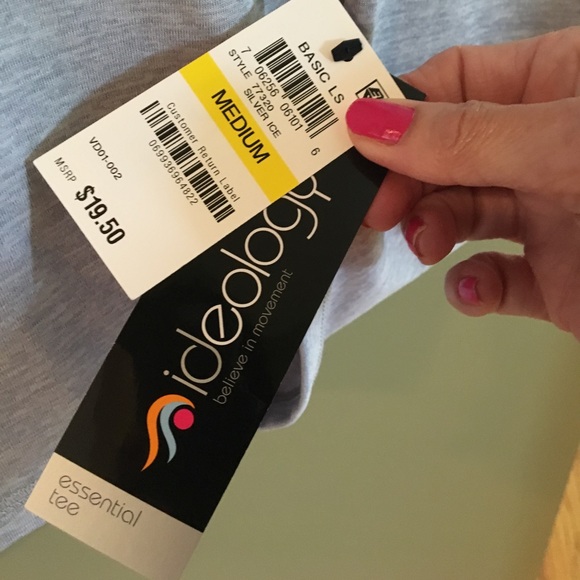 BASIC LS
7 06256 06101 6
STYLE 77320
SILVER ICE
MEDIUM
Customer Return Label
069936964822
VD01-002
MSRP
$19.50
ideology
believe in movement
essential
tee